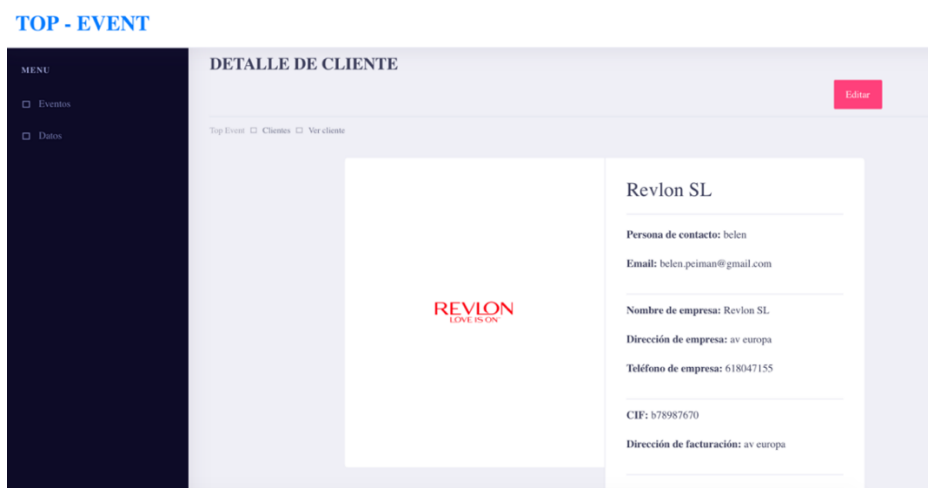 TOP - EVENT
MENU
Eventos
Datos
DETALLE DE CLIENTE
Editar
Top Event Clientes Ver cliente
REVLON
LOVE IS ON
Revlon SL
Persona de contacto: belen
Email: belen.peiman@gmail.com
Nombre de empresa: Revlon SL
Dirección de empresa: av europa
Teléfono de empresa: 618047155
CIF: b78987670
Dirección de facturación: av europa